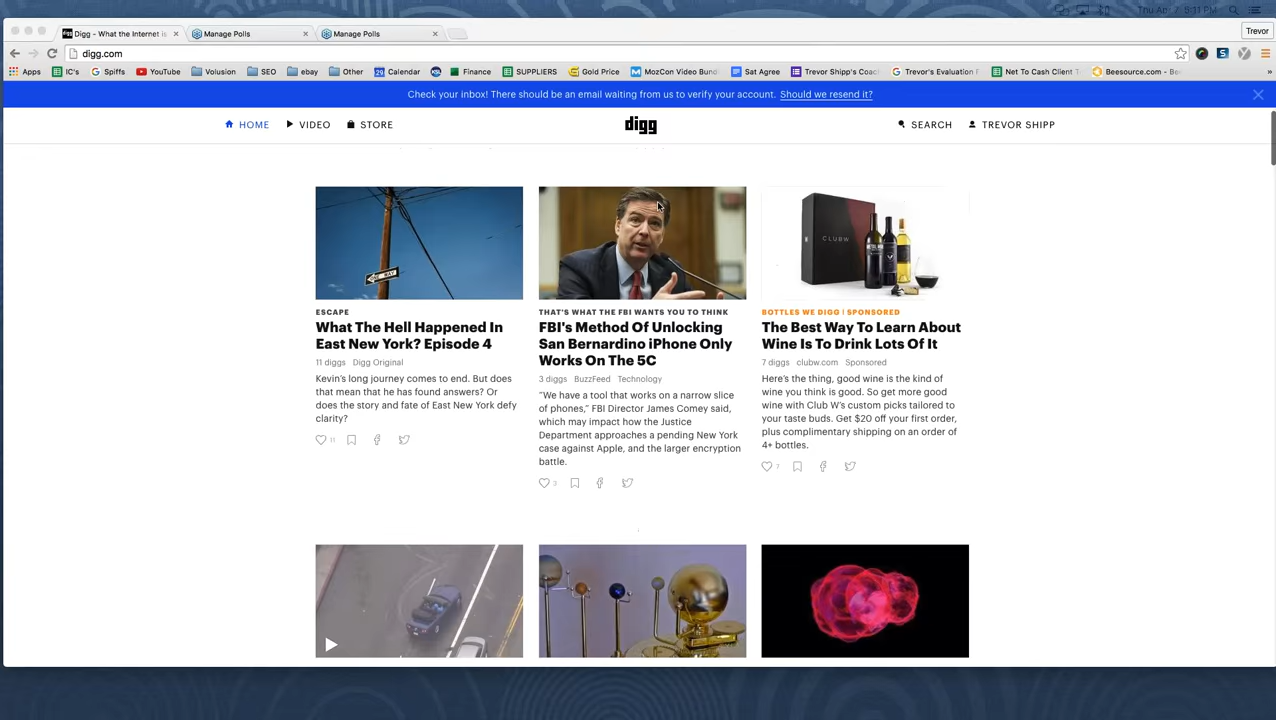 Thu Apr 7 5:31 PM
Digg - What the Internet is
Manage Polls
Manage Polls
Trevor
digg.com
Apps
IC's
Spiffs
YouTube
Volusion
SEO
ebay
Other
Calendar
Finance
SUPPLIERS
Gold Price
MozCon Video Bund
Sat Agree
Trevor Shipp's Coac
Trevor's Evaluation F
Net To Cash Client T
Beesource.com - Be
Check your inbox! There should be an email waiting from us to verify your account. Should we resend it?
HOME
VIDEO
STORE
digg
SEARCH
TREVOR SHIPP
CLUBW
ESCAPE
What The Hell Happened In
East New York? Episode 4
11 diggs Digg Original
Kevin's long journey comes to end. But does
that mean that he has found answers? Or
does the story and fate of East New York defy
clarity?
11
THAT'S WHAT THE FBI WANTS YOU TO THINK
FBI's Method Of Unlocking
San Bernardino iPhone Only
Works On The 5C
3 diggs BuzzFeed Technology
"We have a tool that works on a narrow slice
of phones," FBI Director James Comey said,
which may impact how the Justice
Department approaches a pending New York
case against Apple, and the larger encryption
battle.
3
BOTTLES WE DIGG | SPONSORED
The Best Way To Learn About
Wine Is To Drink Lots Of It
7 diggs clubw.com Sponsored
Here's the thing, good wine is the kind of
wine you think is good. So get more good
wine with Club W's custom picks tailored to
your taste buds. Get $20 off your first order,
plus complimentary shipping on an order of
4+ bottles.
7